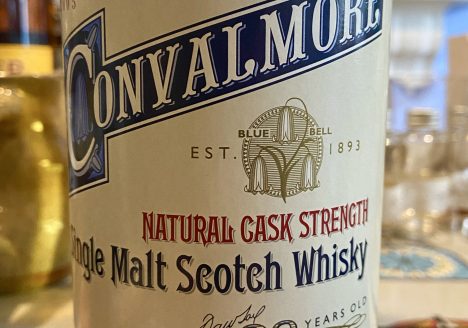 CONVALMORE
BLUE BELL
EST. 1893
NATURAL CASK STRENGTH
Single Malt Scotch Whisky
YEARS OLD